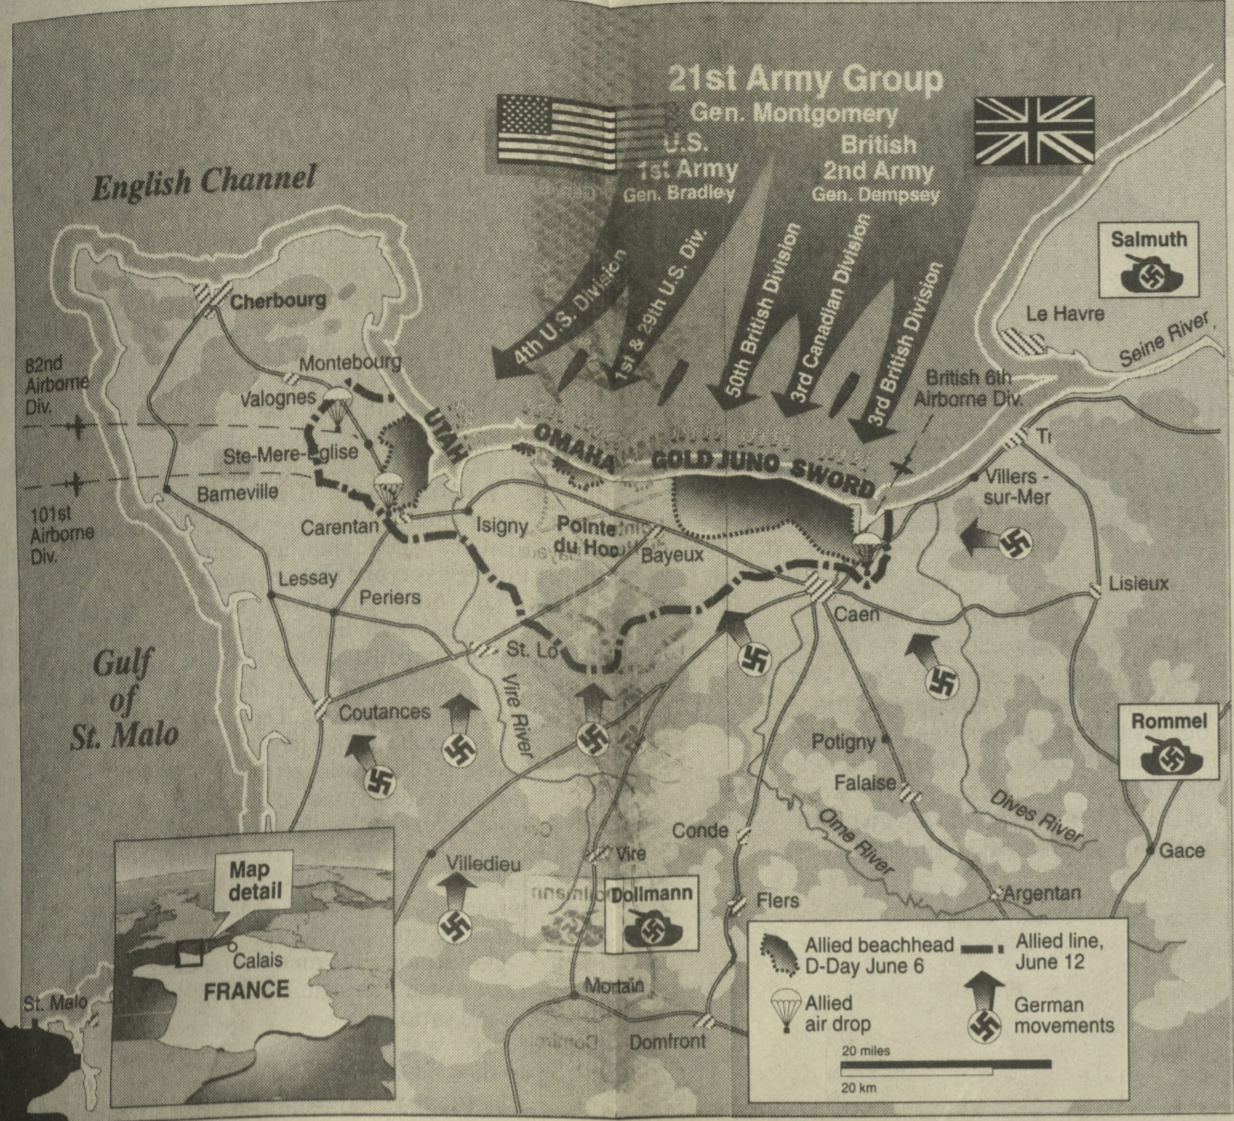 21st Army Group
Gen. Montgomery
U.S.
1st Army
Gen. Bradley
British
2nd Army
Gen. Dempsey
English Channel
4th U.S. Division
1st & 29th U.S. Div.
50th British Division
3rd Canadian Division
3rd British Division
Salmuth
Le Havre
Seine River
Cherbourg
82nd
Airborne
Div.
Montebourg
Valognes
British 6th
Airborne Div.
UTAH
OMAHA
GOLD
JUNO
SWORD
Ste-Mere-Eglise
Villers -
sur-Mer
Barneville
101st
Airborne
Div.
Carentan
Isigny
Pointe
du Hoc
Bayeux
Lessay
Periers
Caen
Lisieux
St. Lo
Gulf
of
St. Malo
Coutances
Vire River
Rommel
Potigny
Falaise
Dives River
Orne River
Conde
Vire
Villedieu
Gace
Dollmann
Flers
Argentan
Map
detail
Calais
FRANCE
St. Malo
Mortain
Domfront
Allied beachhead
D-Day June 6
Allied line,
June 12
Allied
air drop
German
movements
20 miles
20 km